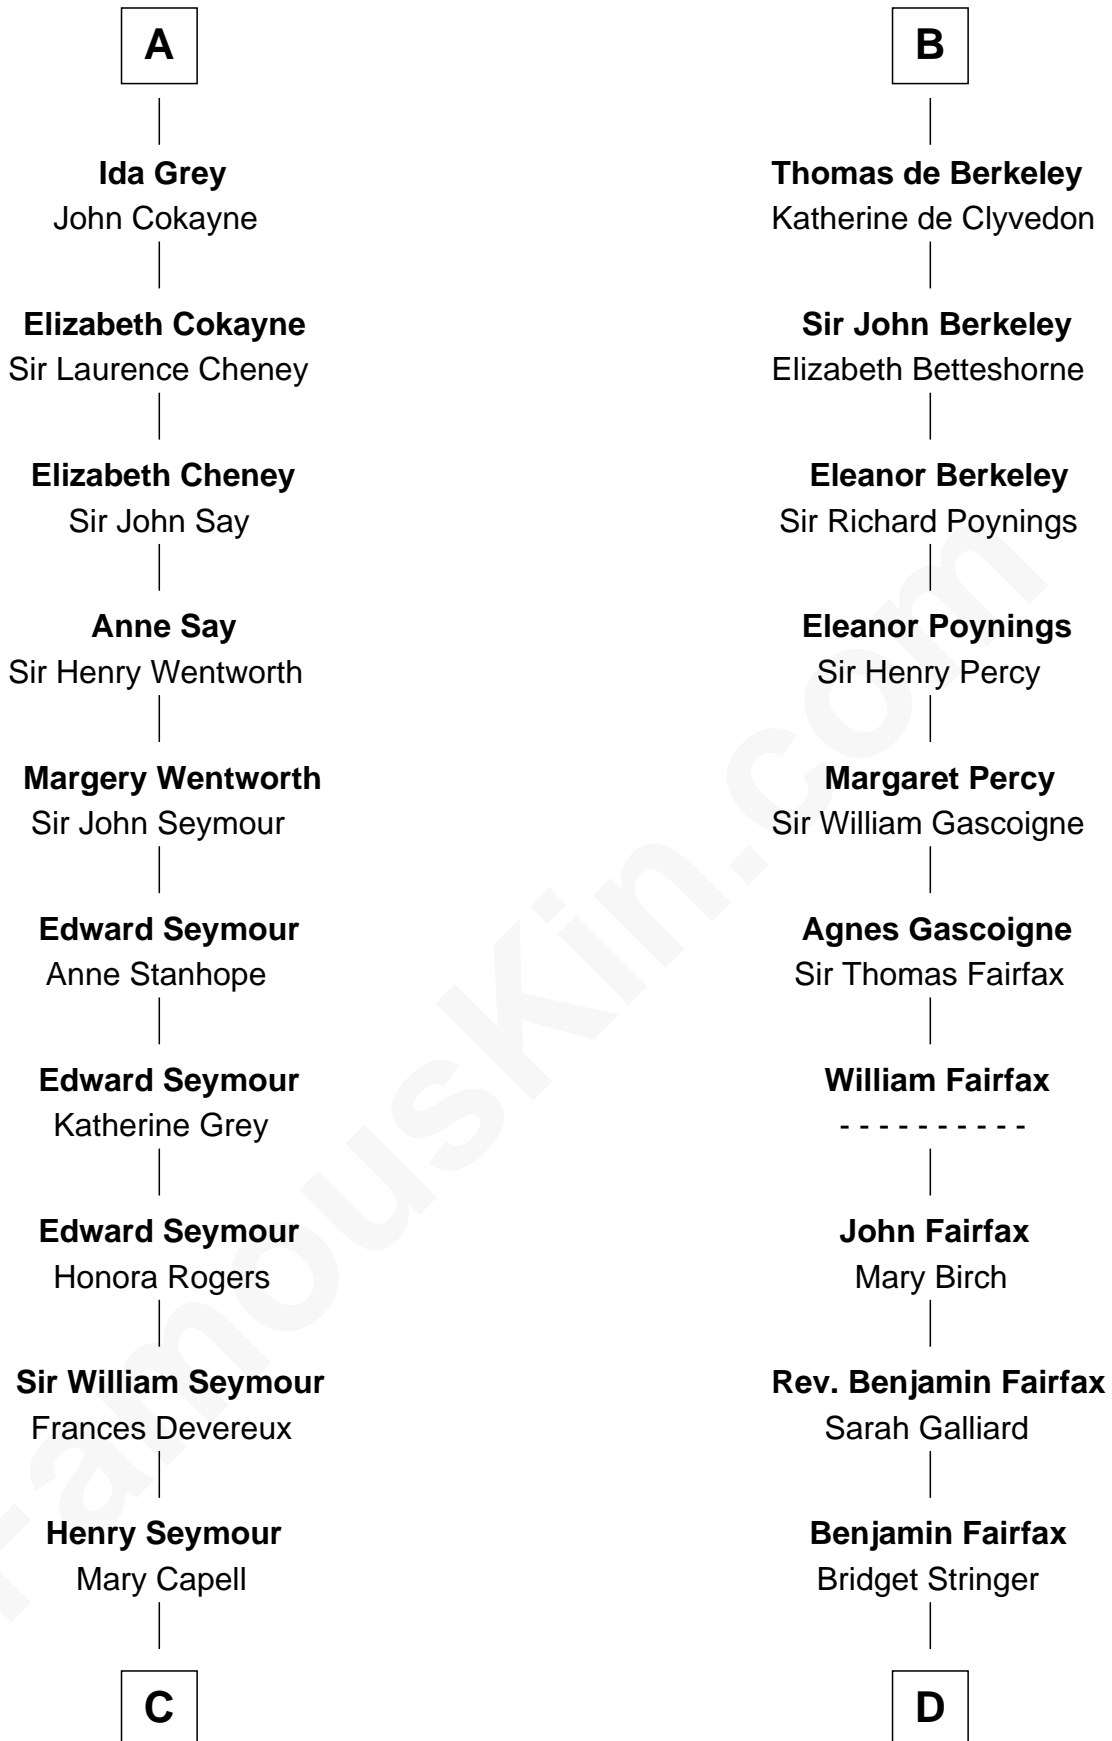 A
Ida Grey
John Cokayne
Elizabeth Cokayne
Sir Laurence Cheney
Elizabeth Cheney
Sir John Say
Anne Say
Sir Henry Wentworth
Margery Wentworth
Sir John Seymour
Edward Seymour
Anne Stanhope
Edward Seymour
Katherine Grey
Edward Seymour
Honora Rogers
Sir William Seymour
Frances Devereux
Henry Seymour
Mary Capell
C
B
Thomas de Berkeley
Katherine de Clyvedon
Sir John Berkeley
Elizabeth Betteshorne
Eleanor Berkeley
Sir Richard Poynings
Eleanor Poynings
Sir Henry Percy
Margaret Percy
Sir William Gascoigne
Agnes Gascoigne
Sir Thomas Fairfax
William Fairfax
- - - - - - - - - -
John Fairfax
Mary Birch
Rev. Benjamin Fairfax
Sarah Galliard
Benjamin Fairfax
Bridget Stringer
D
FamousKin.com